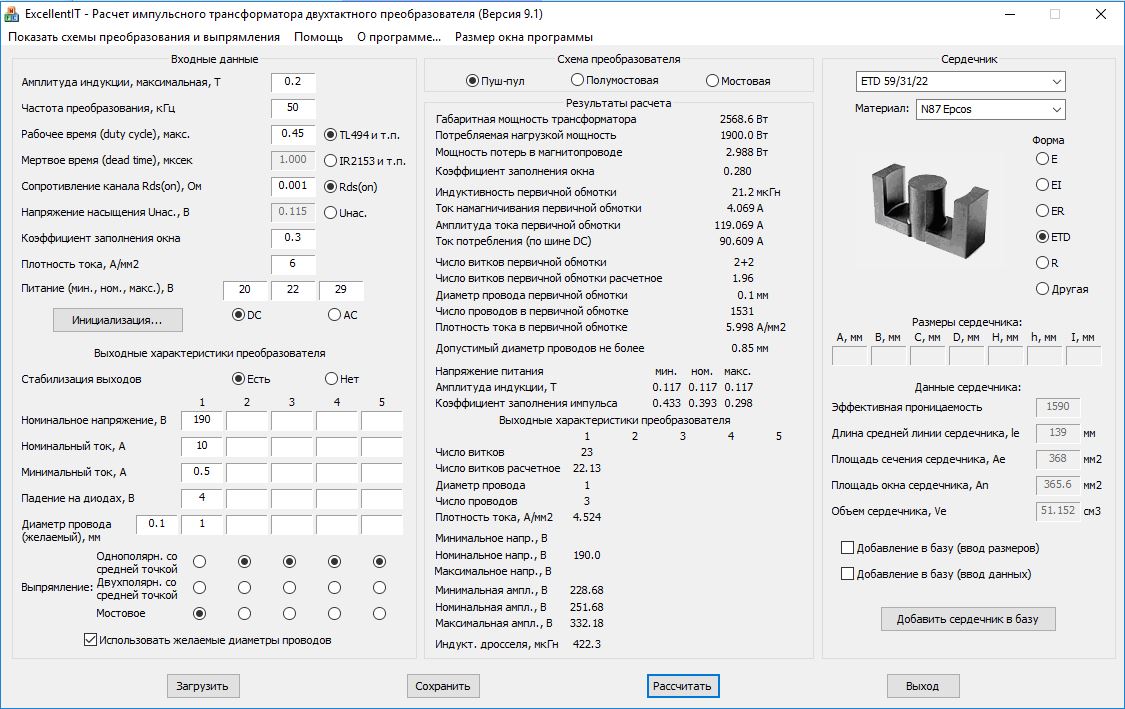 ExcellentIT - Расчет импульсного трансформатора двухтактного преобразователя (Версия 9.1)
Показать схемы преобразования и выпрямления Помощь О программе... Размер окна программы
Входные данные
Амплитуда индукции, максимальная, Т 0.2
Частота преобразования, кГц 50
Рабочее время (duty cycle), макс. 0.45 TL494 и т.п.
Мертвое время (dead time), мксек 1.000 IR2153 и т.п.
Сопротивление канала Rds(on), Ом 0.001 Rds(on)
Напряжение насыщения Uнас., В 0.115 Uнас.
Коэффициент заполнения окна 0.3
Плотность тока, А/мм2 6
Питание (мин., ном., макс.), В 20 22 29
Инициализация... DC AC
Выходные характеристики преобразователя
Стабилизация выходов Есть Нет
1 2 3 4 5
Номинальное напряжение, В 190
Номинальный ток, А 10
Минимальный ток, А 0.5
Падение на диодах, В 4
Диаметр провода (желаемый), мм 0.1 1
Выпрямление:
Однополярн. со средней точкой
Двухполярн. со средней точкой
Мостовое
Использовать желаемые диаметры проводов
Схема преобразователя
Пуш-пул Полумостовая Мостовая
Результаты расчета
Габаритная мощность трансформатора 2568.6 Вт
Потребляемая нагрузкой мощность 1900.0 Вт
Мощность потерь в магнитопроводе 2.988 Вт
Коэффициент заполнения окна 0.280
Индуктивность первичной обмотки 21.2 мкГн
Ток намагничивания первичной обмотки 4.069 А
Амплитуда тока первичной обмотки 119.069 А
Ток потребления (по шине DC) 90.609 А
Число витков первичной обмотки 2+2
Число витков первичной обмотки расчетное 1.96
Диаметр провода первичной обмотки 0.1 мм
Число проводов в первичной обмотке 1531
Плотность тока в первичной обмотке 5.998 А/мм2
Допустимый диаметр проводов не более 0.85 мм
Напряжение питания мин. ном. макс.
Амплитуда индукции, Т 0.117 0.117 0.117
Коэффициент заполнения импульса 0.433 0.393 0.298
Выходные характеристики преобразователя
1 2 3 4 5
Число витков 23
Число витков расчетное 22.13
Диаметр провода 1
Число проводов 3
Плотность тока, А/мм2 4.524
Минимальное напр., В
Номинальное напр., В 190.0
Максимальное напр., В
Минимальная ампл., В 228.68
Номинальная ампл., В 251.68
Максимальная ампл., В 332.18
Индукт. дросселя, мкГн 422.3
Сердечник
ETD 59/31/22
Материал: N87 Epcos
Форма
E
EI
ER
ETD
R
Другая
Размеры сердечника:
A, мм B, мм C, мм D, мм H, мм h, мм I, мм
Данные сердечника:
Эффективная проницаемость 1590
Длина средней линии сердечника, le 139 мм
Площадь сечения сердечника, Ae 368 мм2
Площадь окна сердечника, An 365.6 мм2
Объем сердечника, Ve 51.152 см3
Добавление в базу (ввод размеров)
Добавление в базу (ввод данных)
Добавить сердечник в базу
Загрузить Сохранить Рассчитать Выход